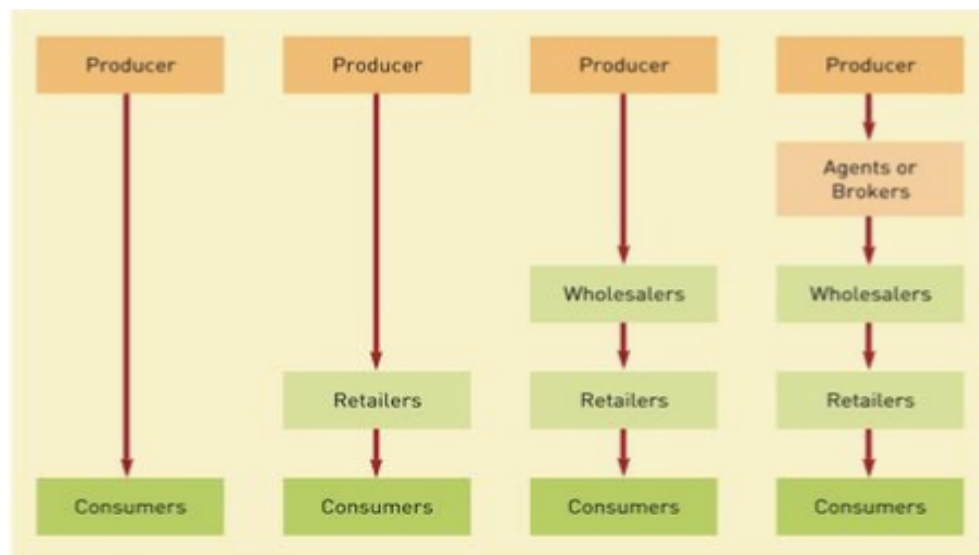 Producer
Producer
Producer
Producer
Agents or
Brokers
Wholesalers
Wholesalers
Retailers
Retailers
Retailers
Consumers
Consumers
Consumers
Consumers